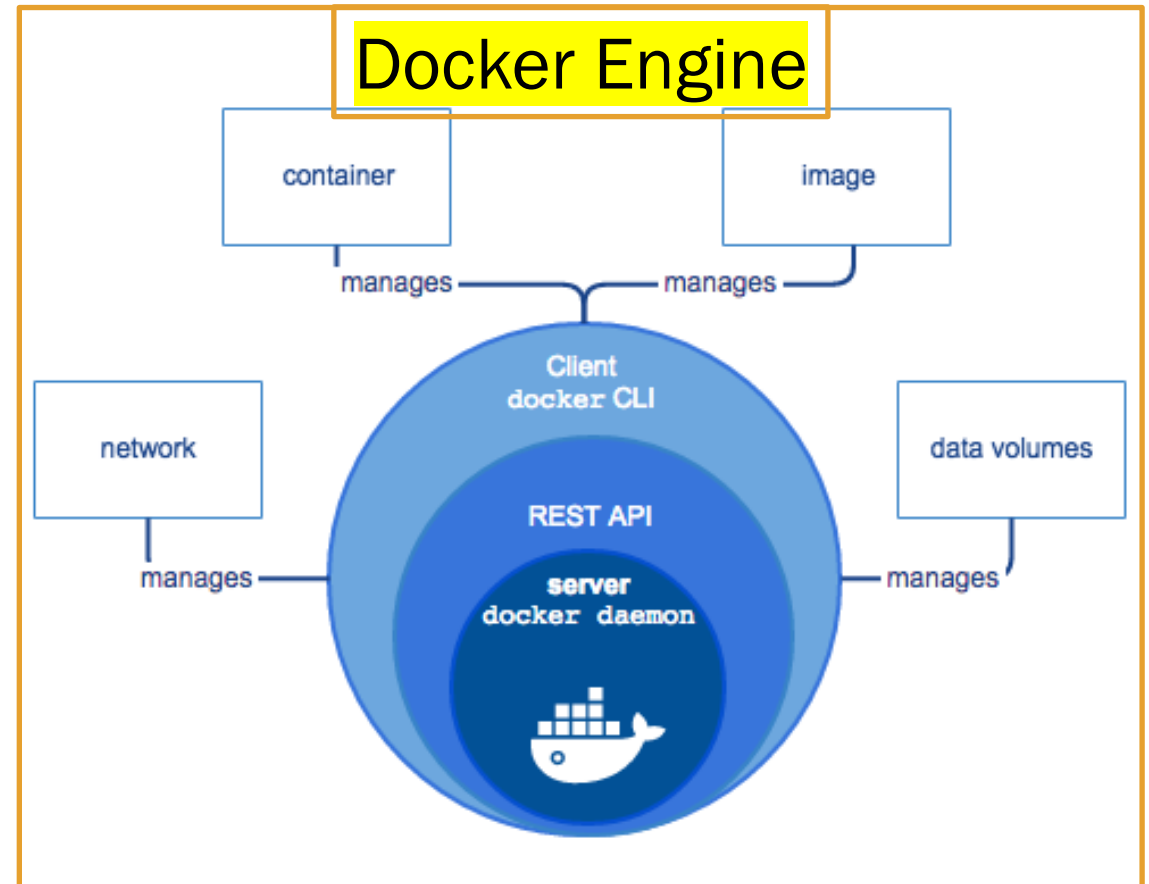 Docker Engine
container
image
manages
manages
Client
docker CLI
network
data volumes
REST API
manages
server
docker daemon
manages